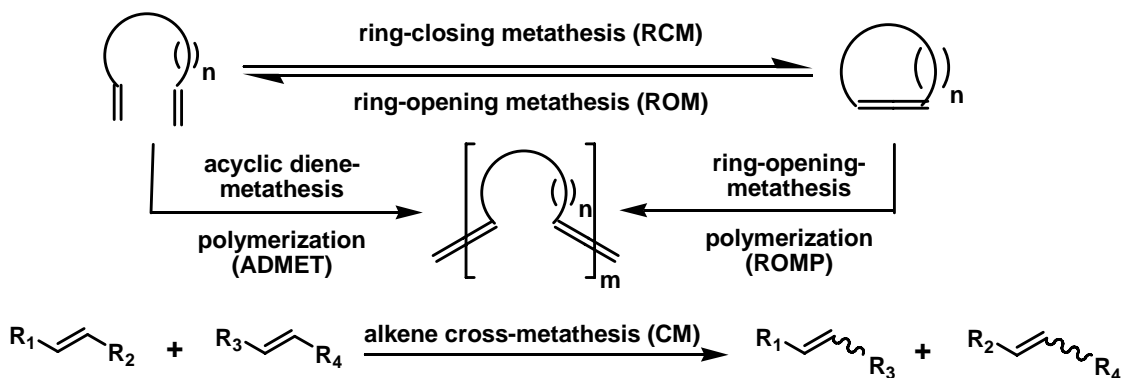 ring-closing metathesis (RCM)
n
ring-opening metathesis (ROM)
n
acyclic diene-
metathesis
polymerization
(ADMET)
n
m
ring-opening-
metathesis
polymerization
(ROMP)
R1 R2 + R3 R4 alkene cross-metathesis (CM) R1 R3 + R2 R4